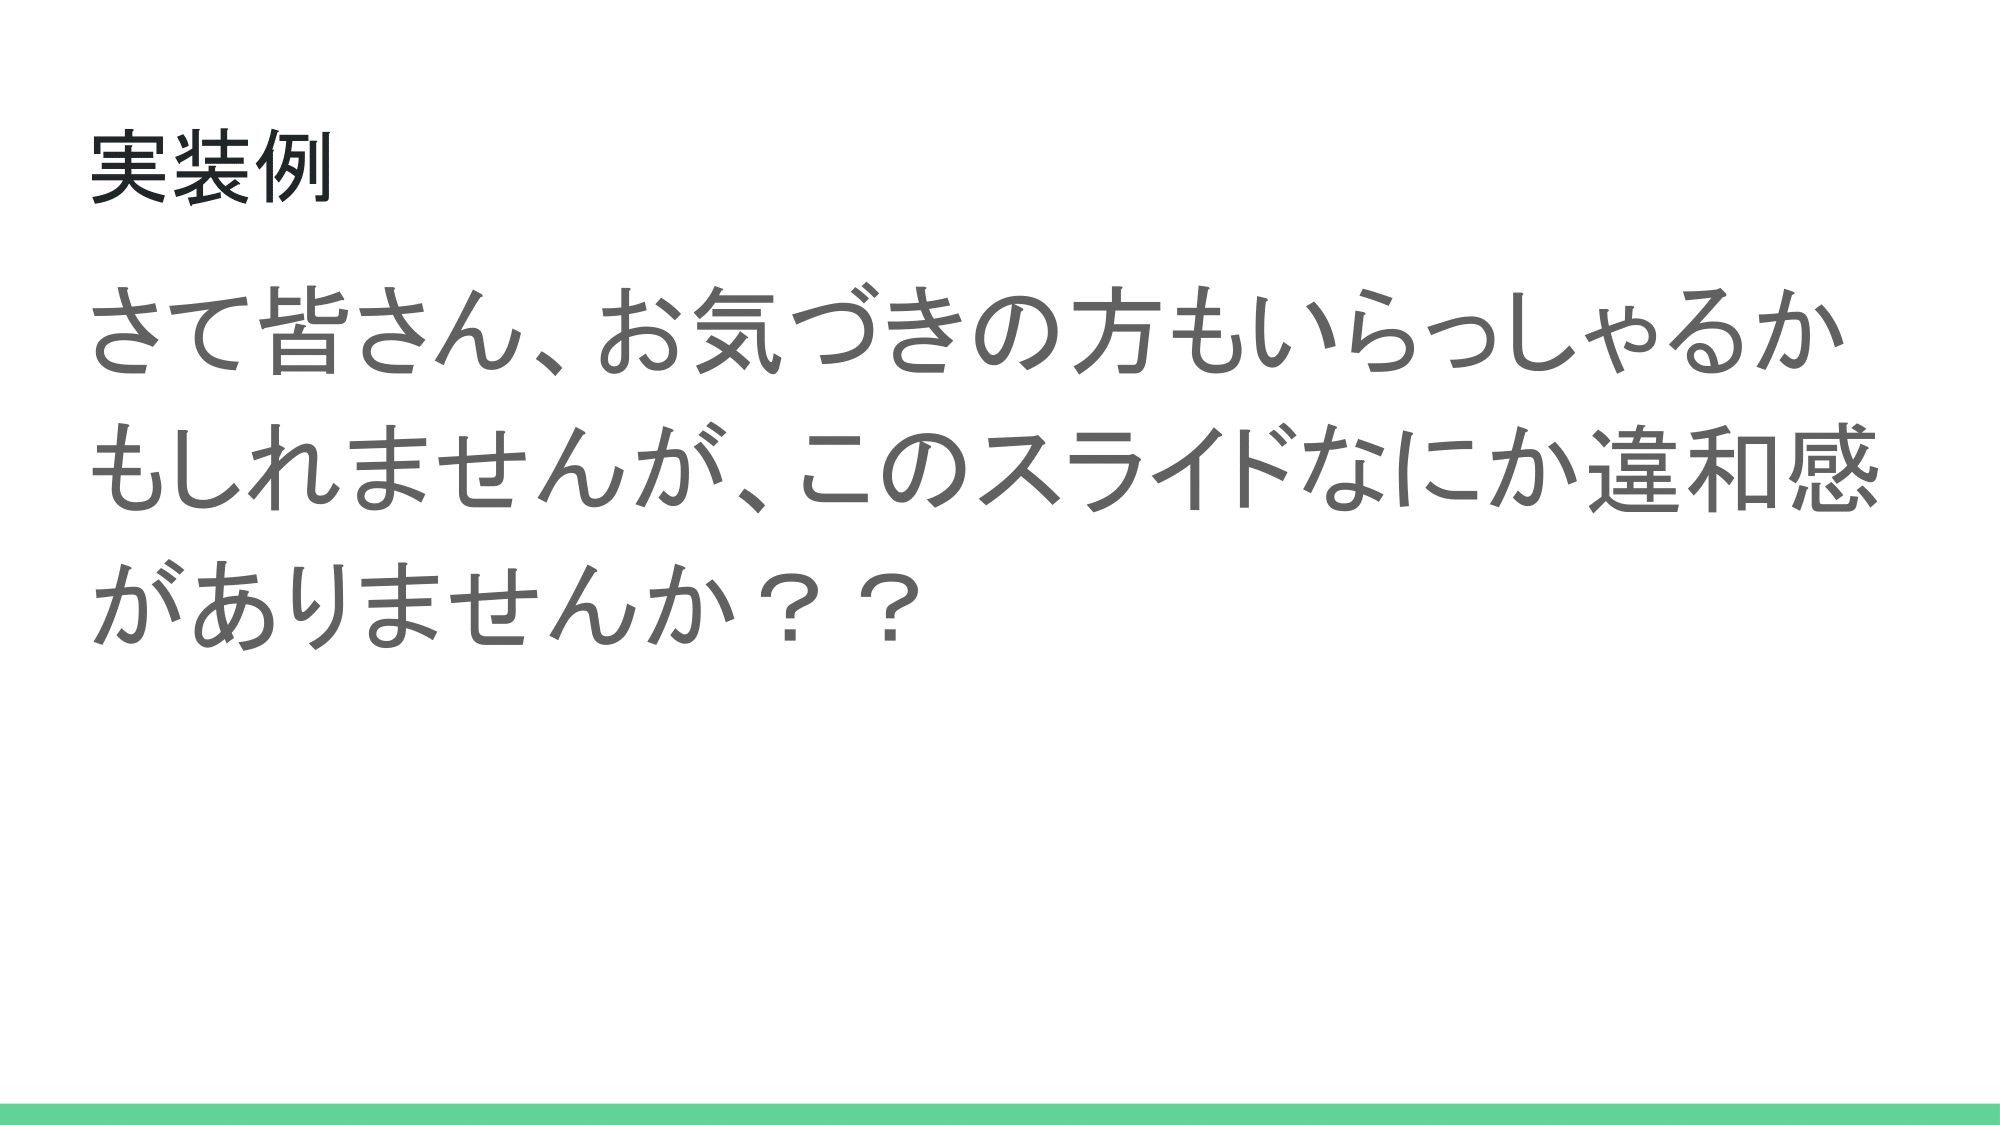 実装例
さて皆さん、お気づきの方もいらっしゃるか
もしれませんが、このスライドなにか違和感
がありませんか？？